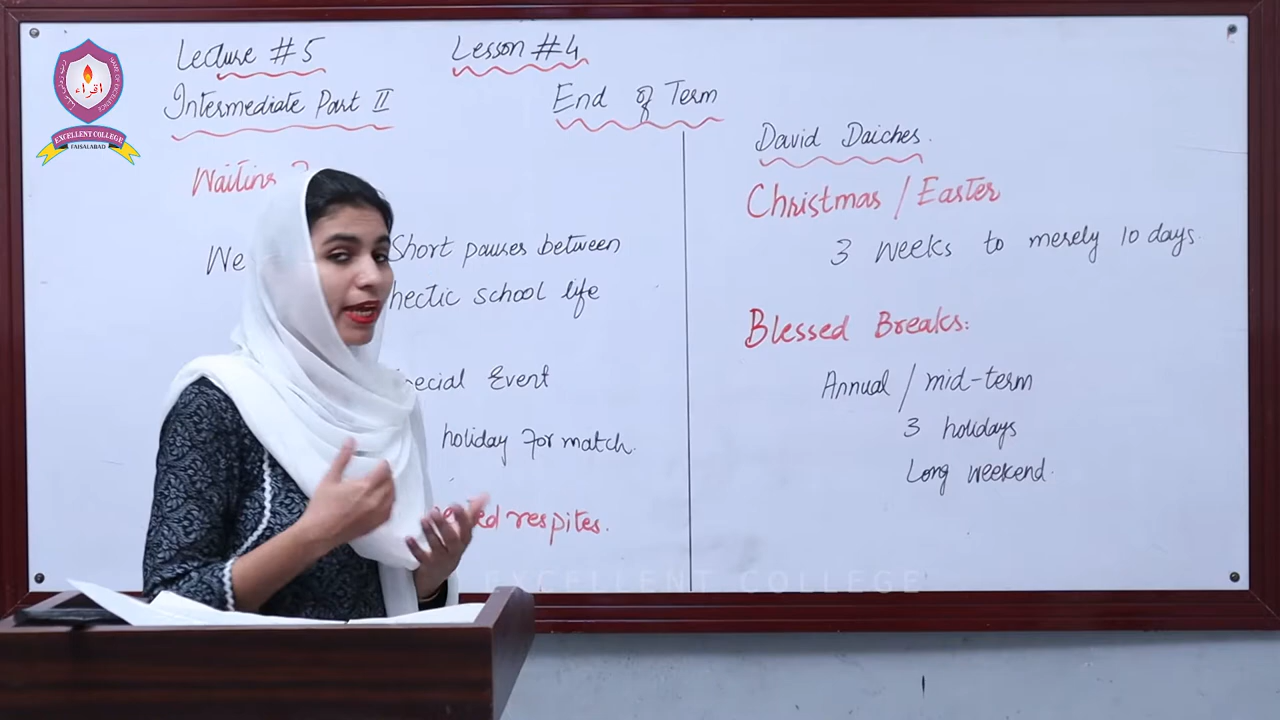 Lecture #5
Lesson #4
Intermediate Part II
End of Term
David Daiches.
Christmas / Easter
3 weeks to merely 10 days.
Blessed Breaks:
Annual / mid-term
3 holidays
Long weekend.
We
Short pauses between
hectic school life
Event
holiday For match.
respites.
اقراء
EXCELLENT COLLEGE
FAISALABAD
EXCELLENT COLLEGE